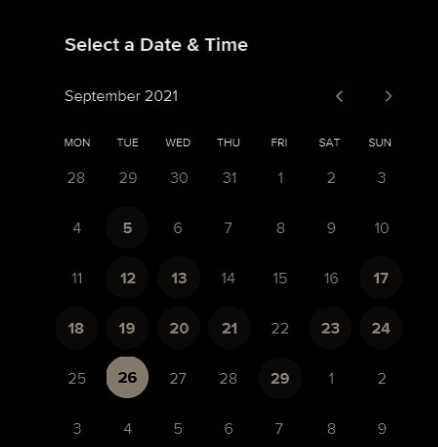 Select a Date & Time
September 2021
MON TUE WED THU FRI SAT SUN
28 29 30 31 1 2 3
4 5 6 7 8 9 10
11 12 13 14 15 16 17
18 19 20 21 22 23 24
25 26 27 28 29 1 2
3 4 5 6 7 8 9